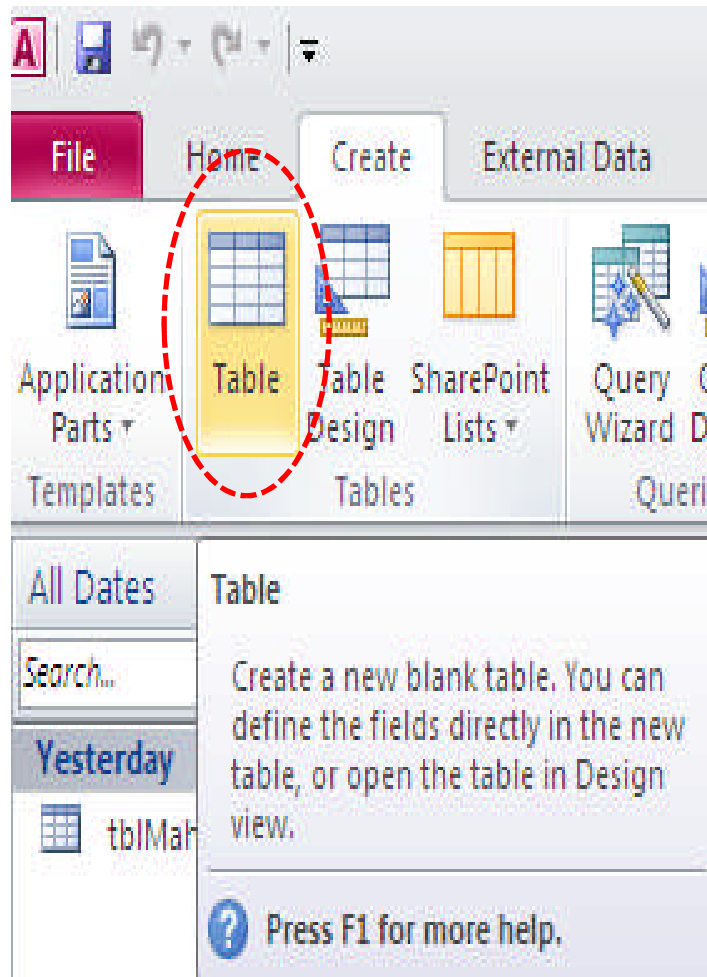 A
File Home Create External Data
Application Parts
Table
Table Design
SharePoint Lists
Query Wizard
Templates
Tables
Queri
All Dates
Search...
Yesterday
tblMah
Table
Create a new blank table. You can
define the fields directly in the new
table, or open the table in Design
view.
Press F1 for more help.